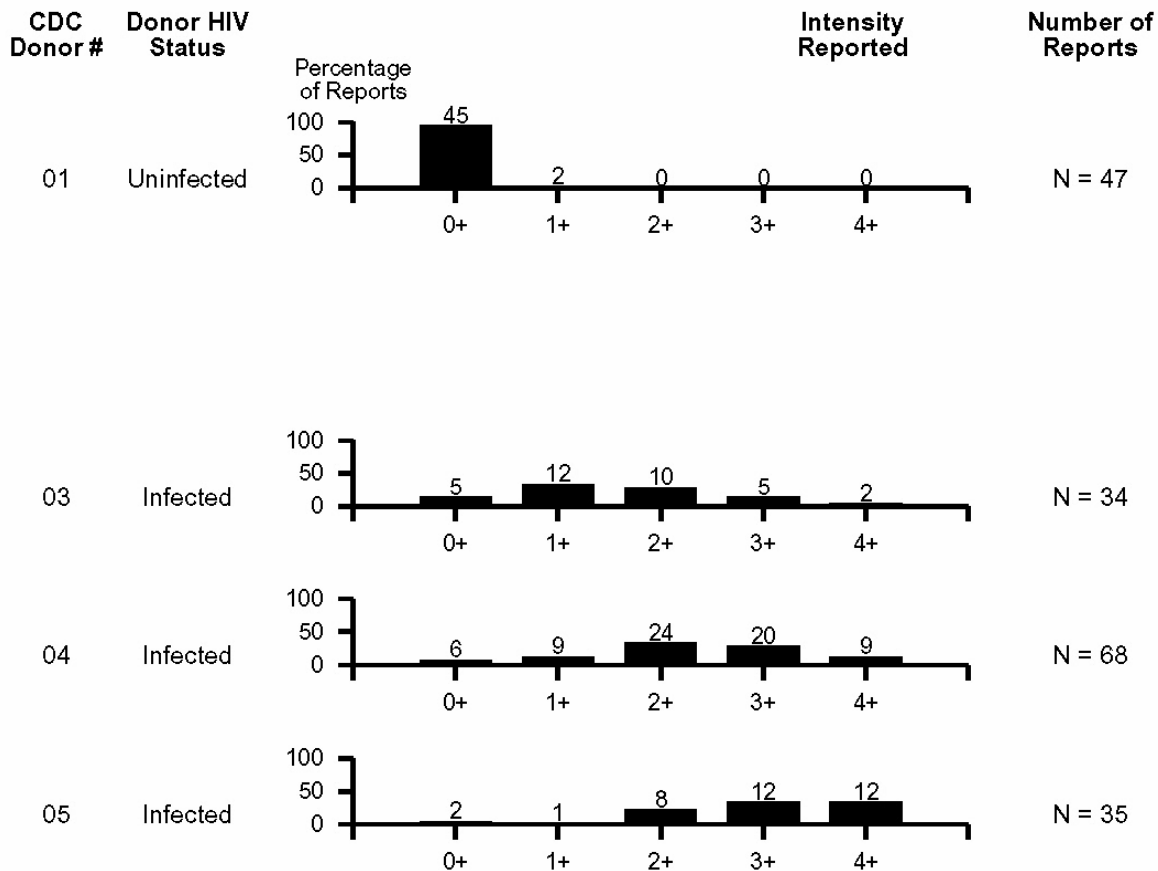 CDC Donor HIV Intensity Number of
Donor # Status Reported Reports
Percentage
of Reports
100 45
50
01 Uninfected 0 2 0 0 0 N = 47
0+ 1+ 2+ 3+ 4+
100
50 12 10
03 Infected 0 5 5 2 N = 34
0+ 1+ 2+ 3+ 4+
100
50 24 20
04 Infected 0 6 9 9 N = 68
0+ 1+ 2+ 3+ 4+
100
50 8 12 12
05 Infected 0 2 1 N = 35
0+ 1+ 2+ 3+ 4+